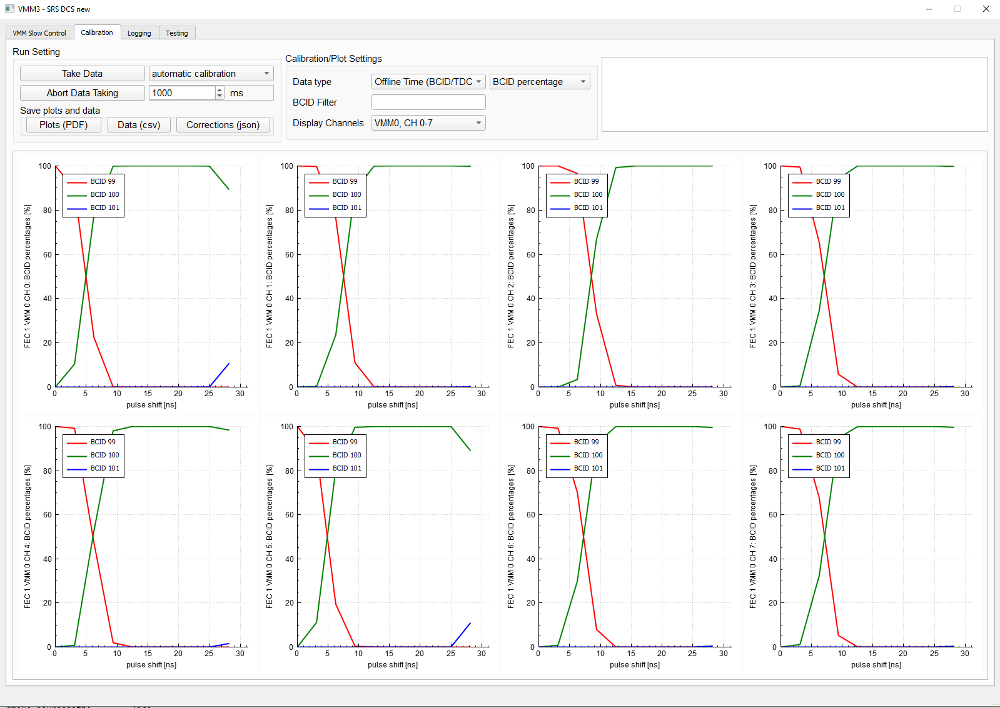 VMM3 - SRS DCS new
VMM Slow Control Calibration Logging Testing
Run Setting
Take Data automatic calibration
Abort Data Taking 1000 ms
Save plots and data
Plots (PDF) Data (csv) Corrections (json)
Calibration/Plot Settings
Data type Offline Time (BCID/TDC BCID percentage
BCID Filter
Display Channels VMM0, CH 0-7
FEC 1 VMM 0 CH 0: BCID percentages [%]
100
80
60
40
20
0
BCID 99
BCID 100
BCID 101
0 5 10 15 20 25 30
pulse shift [ns]
FEC 1 VMM 0 CH 1: BCID percentages [%]
100
80
60
40
20
0
BCID 99
BCID 100
BCID 101
0 5 10 15 20 25 30
pulse shift [ns]
FEC 1 VMM 0 CH 2: BCID percentages [%]
100
80
60
40
20
0
BCID 99
BCID 100
BCID 101
0 5 10 15 20 25 30
pulse shift [ns]
FEC 1 VMM 0 CH 3: BCID percentages [%]
100
80
60
40
20
0
BCID 99
BCID 100
BCID 101
0 5 10 15 20 25 30
pulse shift [ns]
FEC 1 VMM 0 CH 4: BCID percentages [%]
100
80
60
40
20
0
BCID 99
BCID 100
BCID 101
0 5 10 15 20 25 30
pulse shift [ns]
FEC 1 VMM 0 CH 5: BCID percentages [%]
100
80
60
40
20
0
BCID 99
BCID 100
BCID 101
0 5 10 15 20 25 30
pulse shift [ns]
FEC 1 VMM 0 CH 6: BCID percentages [%]
100
80
60
40
20
0
BCID 99
BCID 100
BCID 101
0 5 10 15 20 25 30
pulse shift [ns]
FEC 1 VMM 0 CH 7: BCID percentages [%]
100
80
60
40
20
0
BCID 99
BCID 100
BCID 101
0 5 10 15 20 25 30
pulse shift [ns]